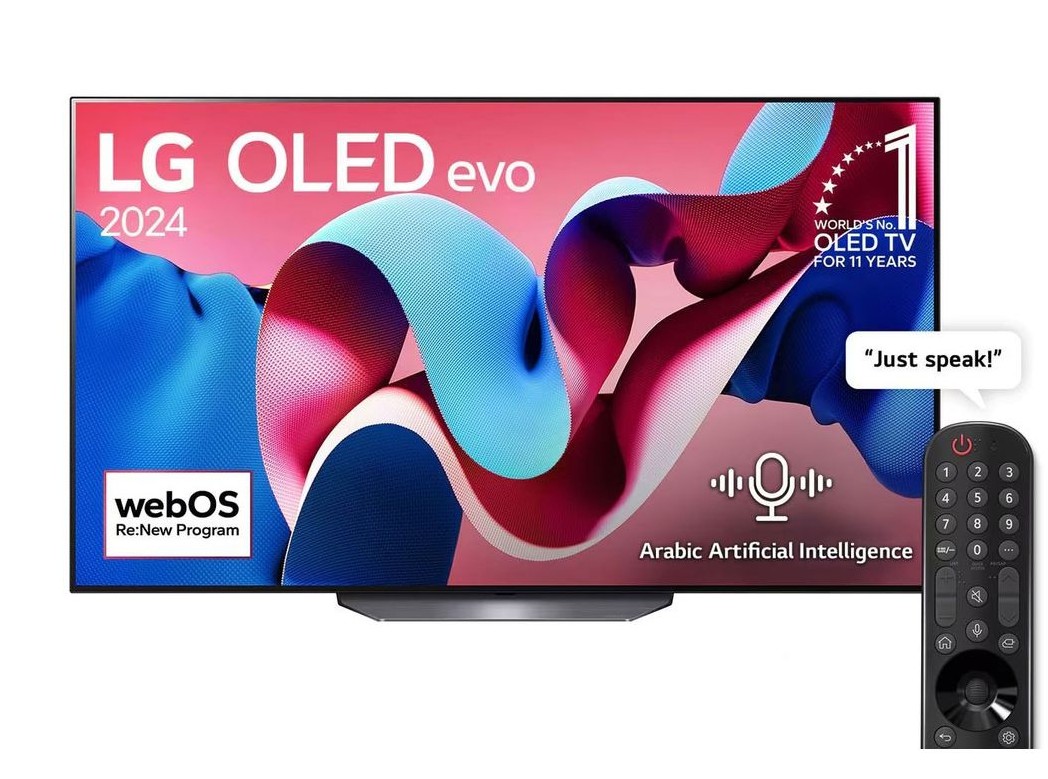 LG OLED evo
2024
1
WORLD'S No.
OLED TV
FOR 11 YEARS
"Just speak!"
webOS
Re:New Program
Arabic Artificial Intelligence
1 2 3
4 5 6
7 8 9
0 ...